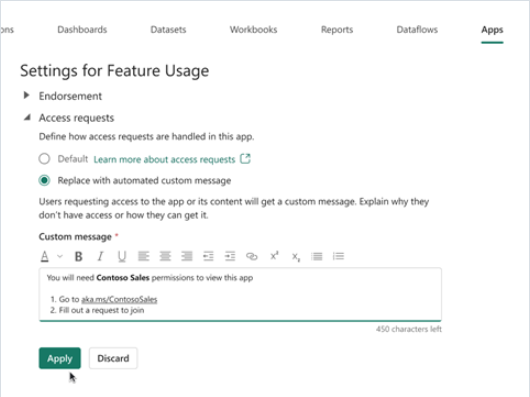 ons Dashboards Datasets Workbooks Reports Dataflows Apps
Settings for Feature Usage
Endorsement
Access requests
Define how access requests are handled in this app.
Default Learn more about access requests
Replace with automated custom message
Users requesting access to the app or its content will get a custom message. Explain why they
don't have access or how they can get it.
Custom message *
A B I U x² x₂
You will need Contoso Sales permissions to view this app
1. Go to aka.ms/ContosoSales
2. Fill out a request to join
450 characters left
Apply Discard